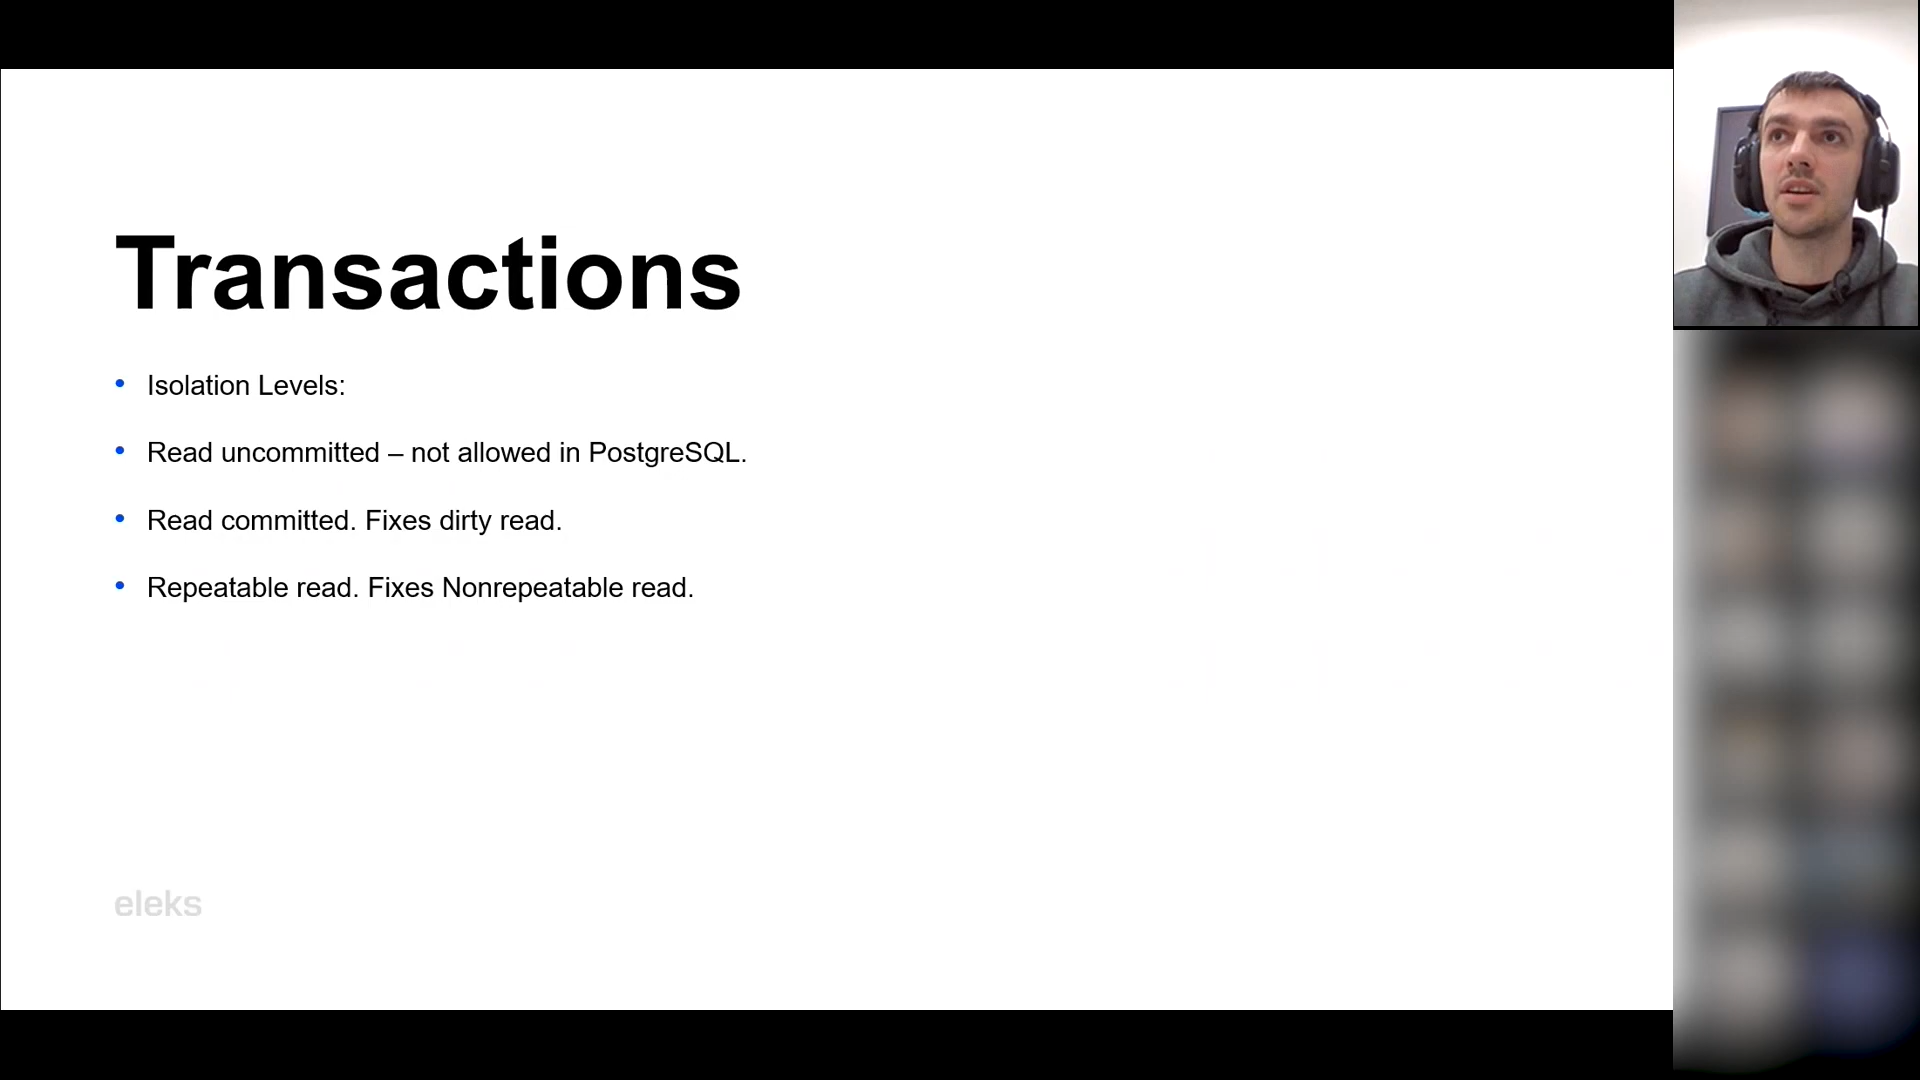 Transactions
Isolation Levels:
Read uncommitted – not allowed in PostgreSQL.
Read committed. Fixes dirty read.
Repeatable read. Fixes Nonrepeatable read.
eleks